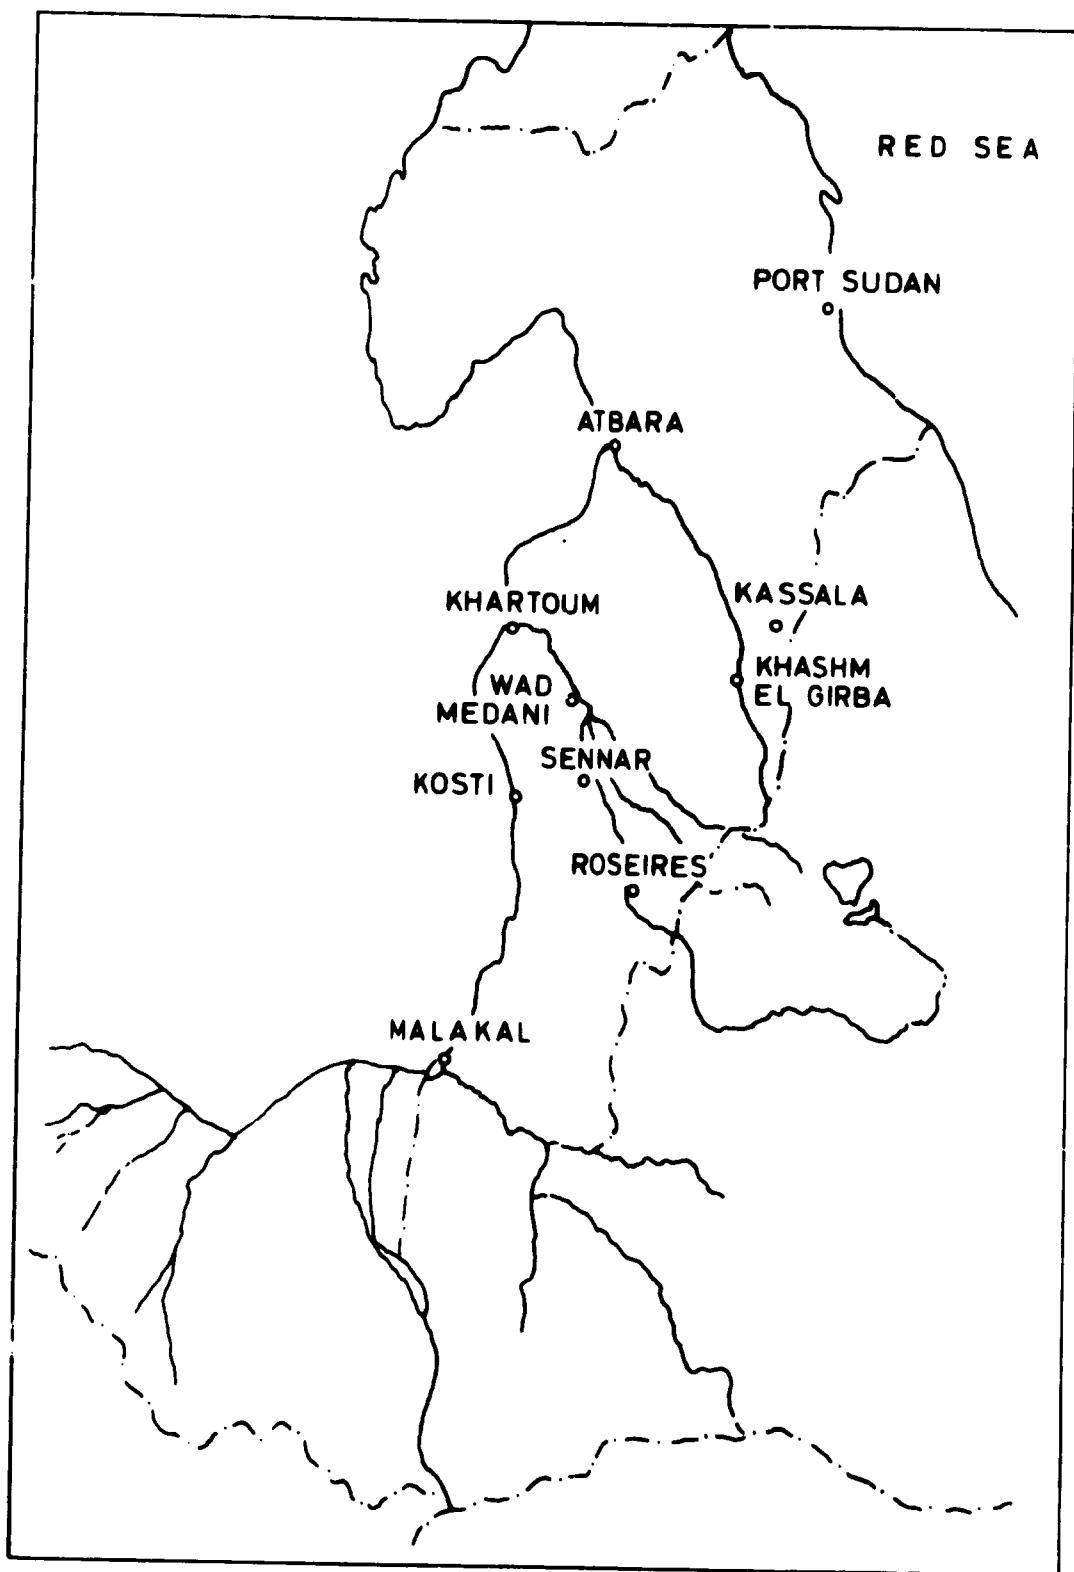 RED SEA
PORT SUDAN
ATBARA
KHARTOUM
KASSALA
KHASHM
EL GIRBA
WAD
MEDANI
SENNAR
KOSTI
ROSEIRES
MALAKAL